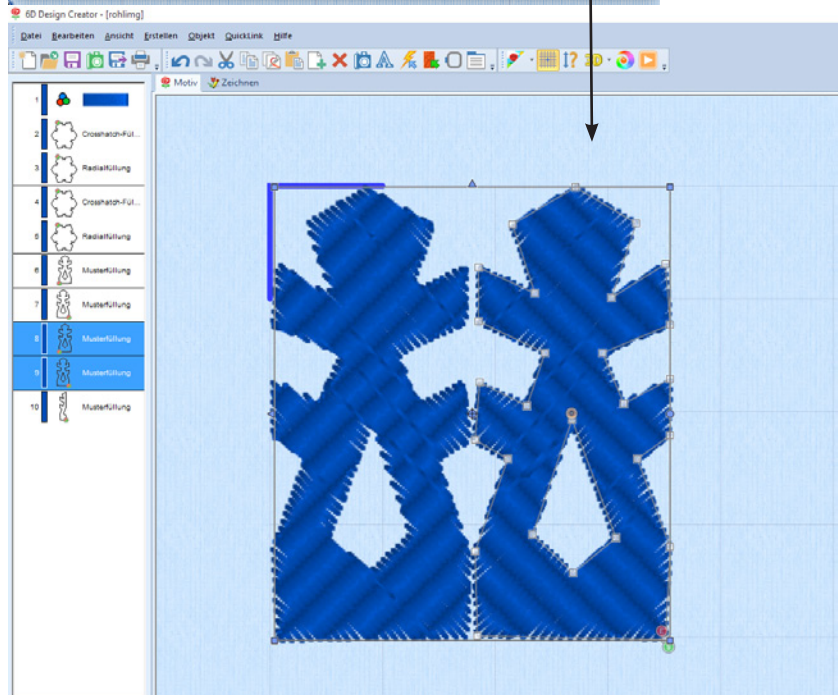 6D Design Creator - [rohlimg]
Datei Bearbeiten Ansicht Erstellen Objekt QuickLink Hilfe
Motiv Zeichnen
1
2 Crosshatch-Fül...
3 Radialfüllung
4 Crosshatch-Fül...
5 Radialfüllung
6 Musterfüllung
7 Musterfüllung
8 Musterfüllung
9 Musterfüllung
10 Musterfüllung